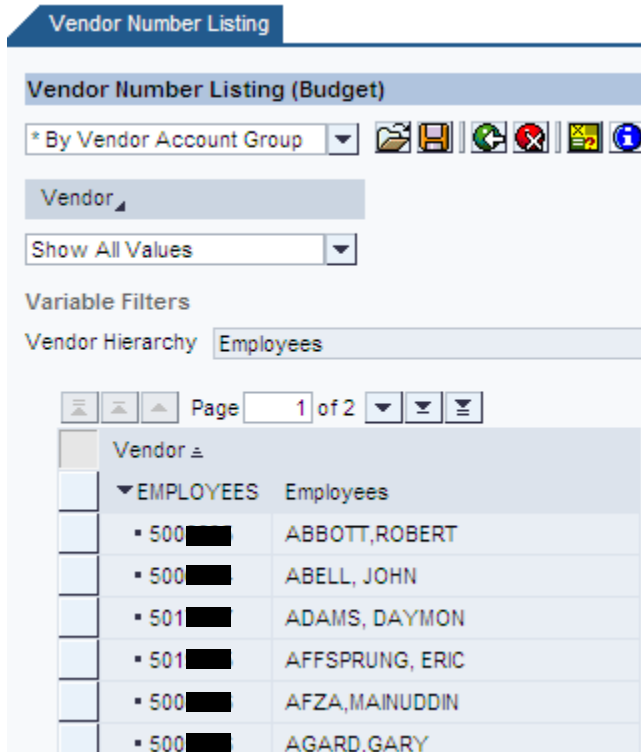 Vendor Number Listing
Vendor Number Listing (Budget)
* By Vendor Account Group
Vendor
Show All Values
Variable Filters
Vendor Hierarchy Employees
Page 1 of 2
Vendor
EMPLOYEES Employees
500 ABBOTT,ROBERT
500 ABELL, JOHN
501 ADAMS, DAYMON
501 AFFSPRUNG, ERIC
500 AFZA,MAINUDDIN
500 AGARD,GARY